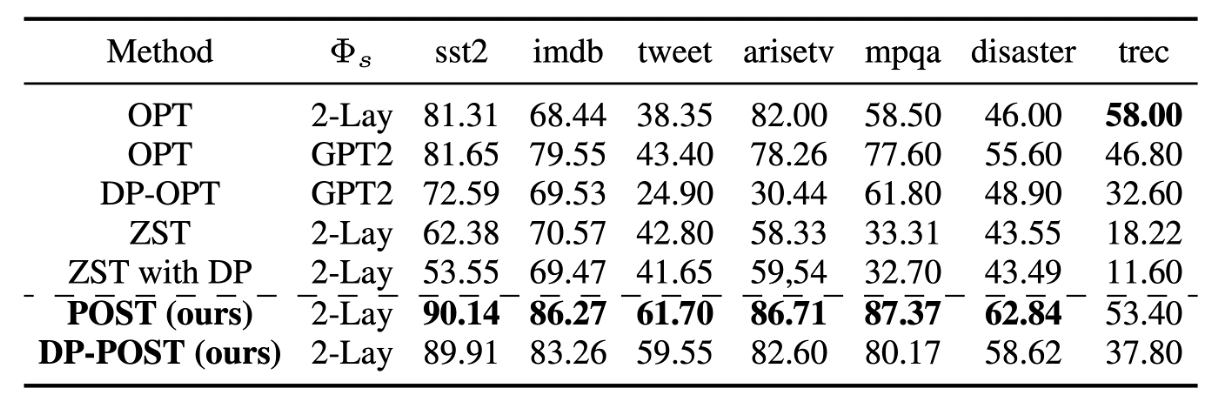 Method Φs sst2 imdb tweet arisetv mpqa disaster trec
OPT 2-Lay 81.31 68.44 38.35 82.00 58.50 46.00 58.00
OPT GPT2 81.65 79.55 43.40 78.26 77.60 55.60 46.80
DP-OPT GPT2 72.59 69.53 24.90 30.44 61.80 48.90 32.60
ZST 2-Lay 62.38 70.57 42.80 58.33 33.31 43.55 18.22
ZST with DP 2-Lay 53.55 69.47 41.65 59,54 32.70 43.49 11.60
POST (ours) 2-Lay 90.14 86.27 61.70 86.71 87.37 62.84 53.40
DP-POST (ours) 2-Lay 89.91 83.26 59.55 82.60 80.17 58.62 37.80